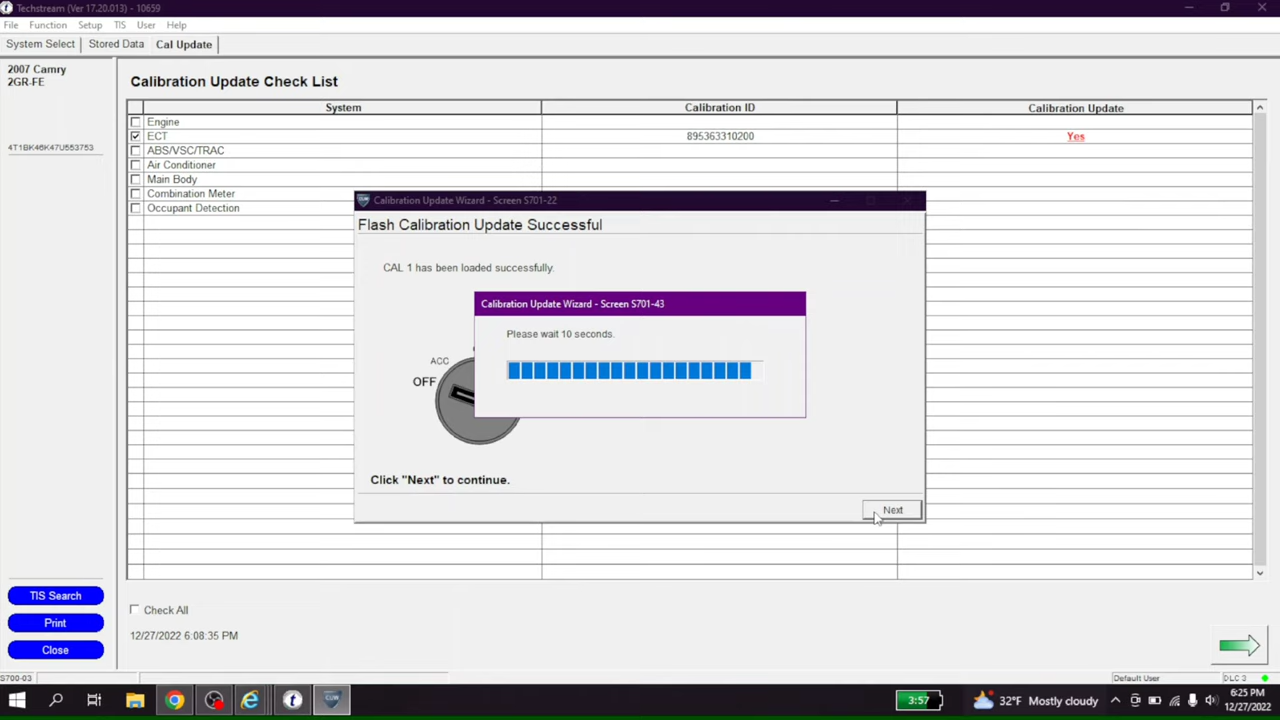 Techstream (Ver 17.20.013) - 10659
File Function Setup TIS User Help
System Select Stored Data Cal Update
2007 Camry
2GR-FE
4T1BK46K47U553753
Calibration Update Check List
System Calibration ID Calibration Update
Engine
ECT 895363310200 Yes
ABS/VSC/TRAC
Air Conditioner
Main Body
Combination Meter
Occupant Detection
Calibration Update Wizard - Screen S701-22
Flash Calibration Update Successful
CAL 1 has been loaded successfully.
Calibration Update Wizard - Screen S701-43
Please wait 10 seconds.
ACC
OFF
Click "Next" to continue.
Next
TIS Search
Print
Close
Check All
12/27/2022 6:08:35 PM
S700-03
Default User
DLC 3
CUW
3:57
32°F Mostly cloudy
6:25 PM
12/27/2022